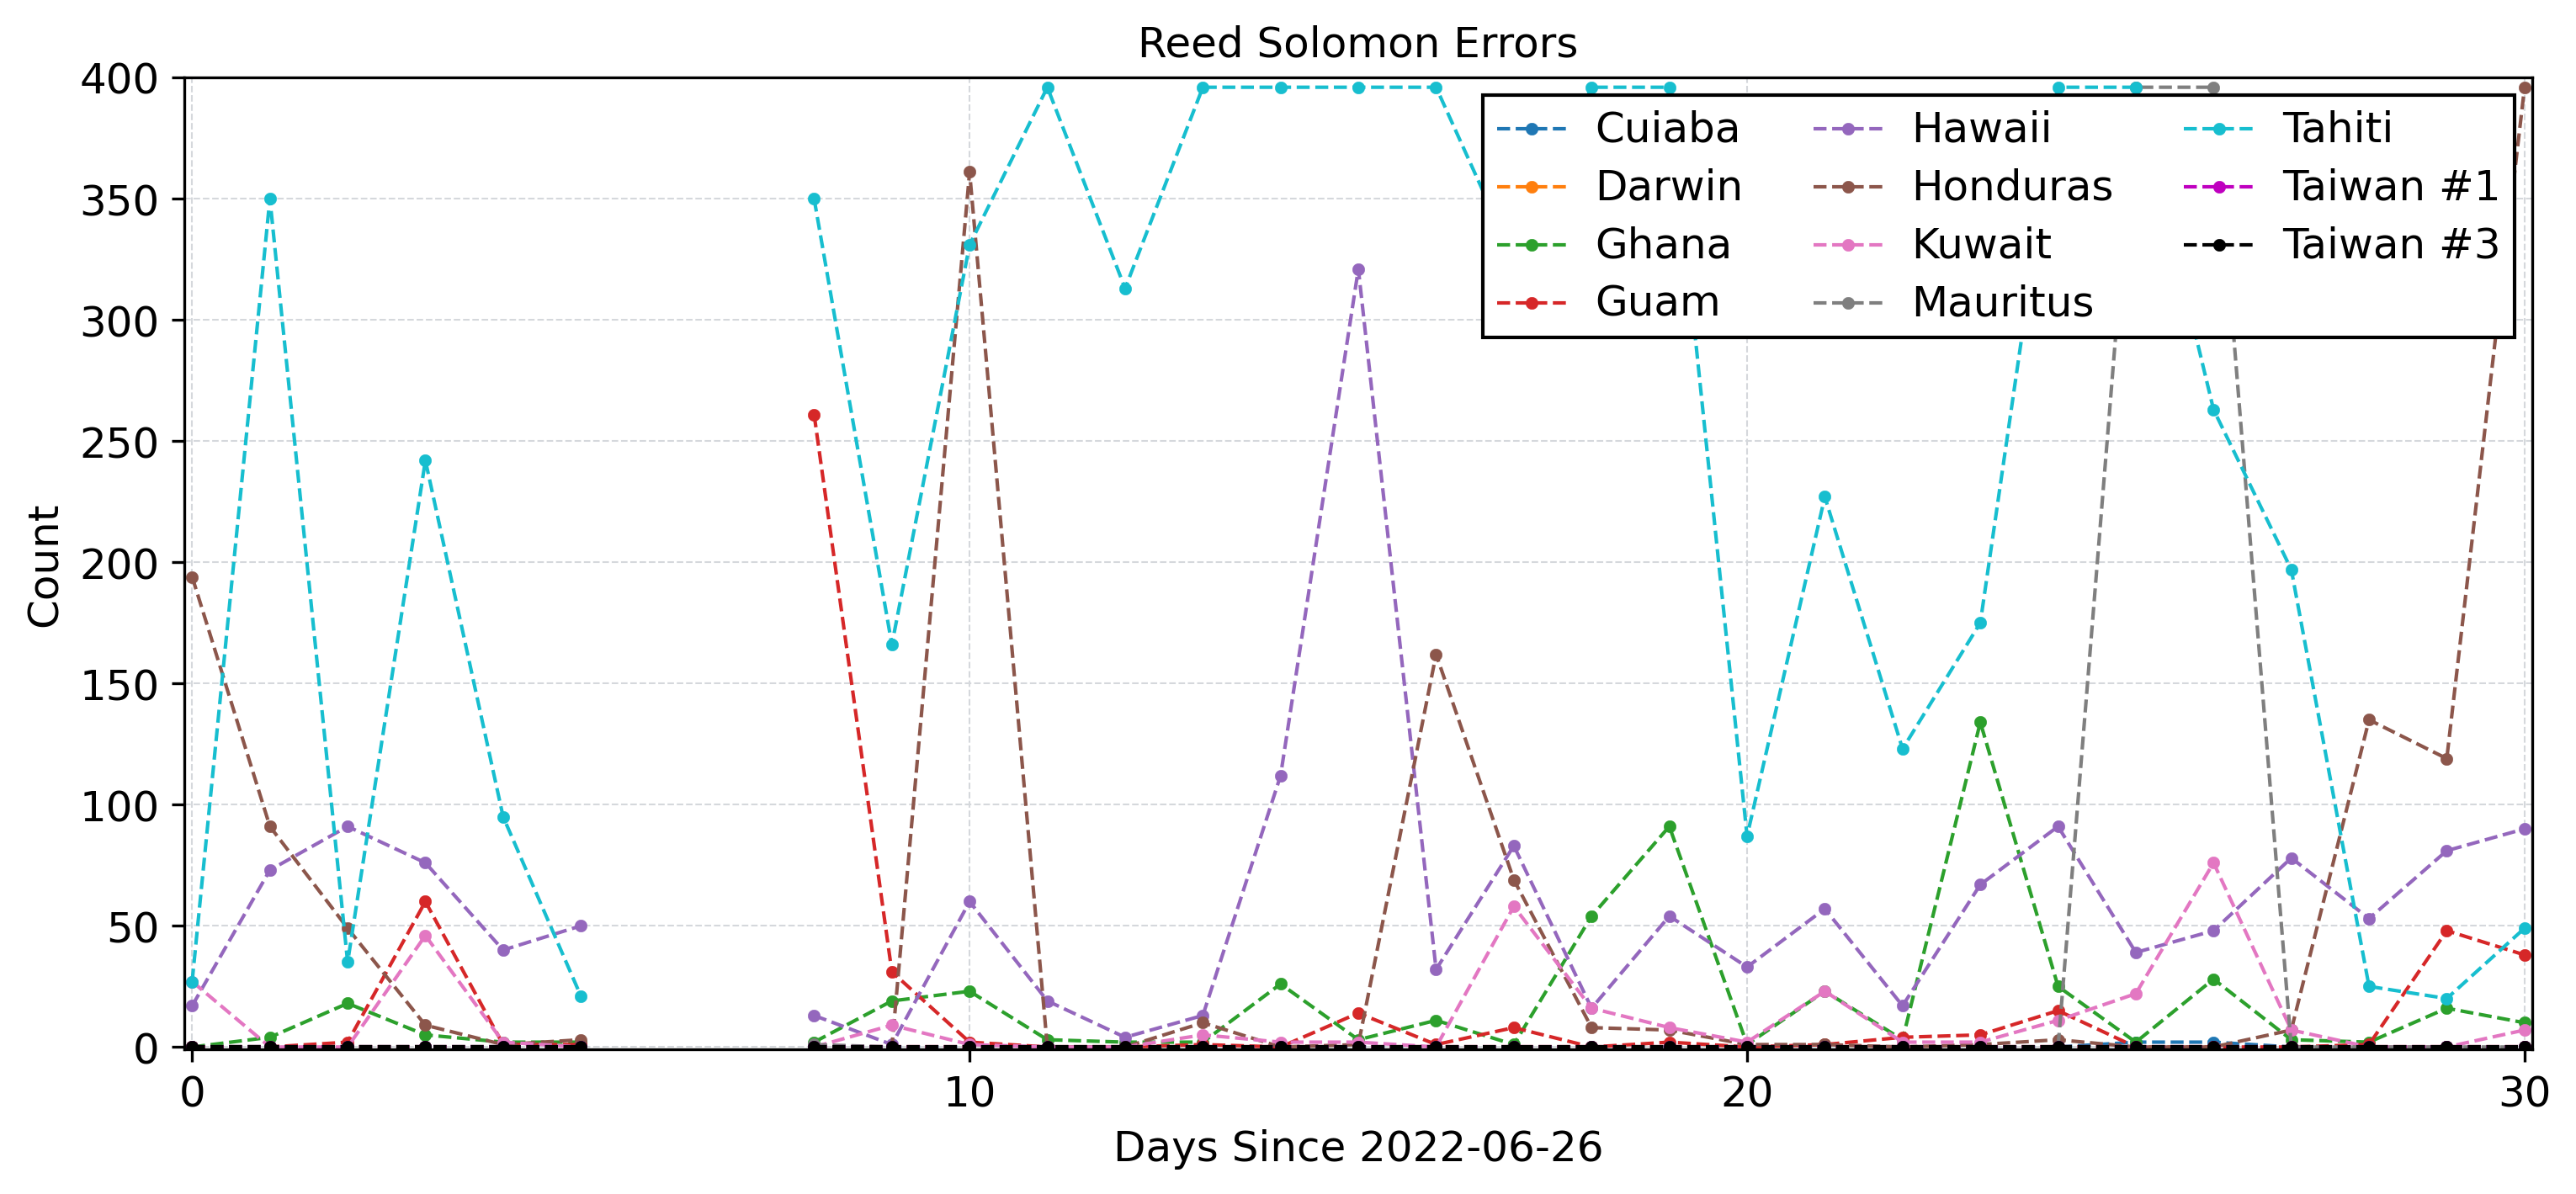 Reed Solomon Errors
400
350
300
250
200
150
100
50
0
Count
Cuiaba
Darwin
Ghana
Guam
Hawaii
Honduras
Kuwait
Mauritus
Tahiti
Taiwan #1
Taiwan #3
0 10 20 30
Days Since 2022-06-26